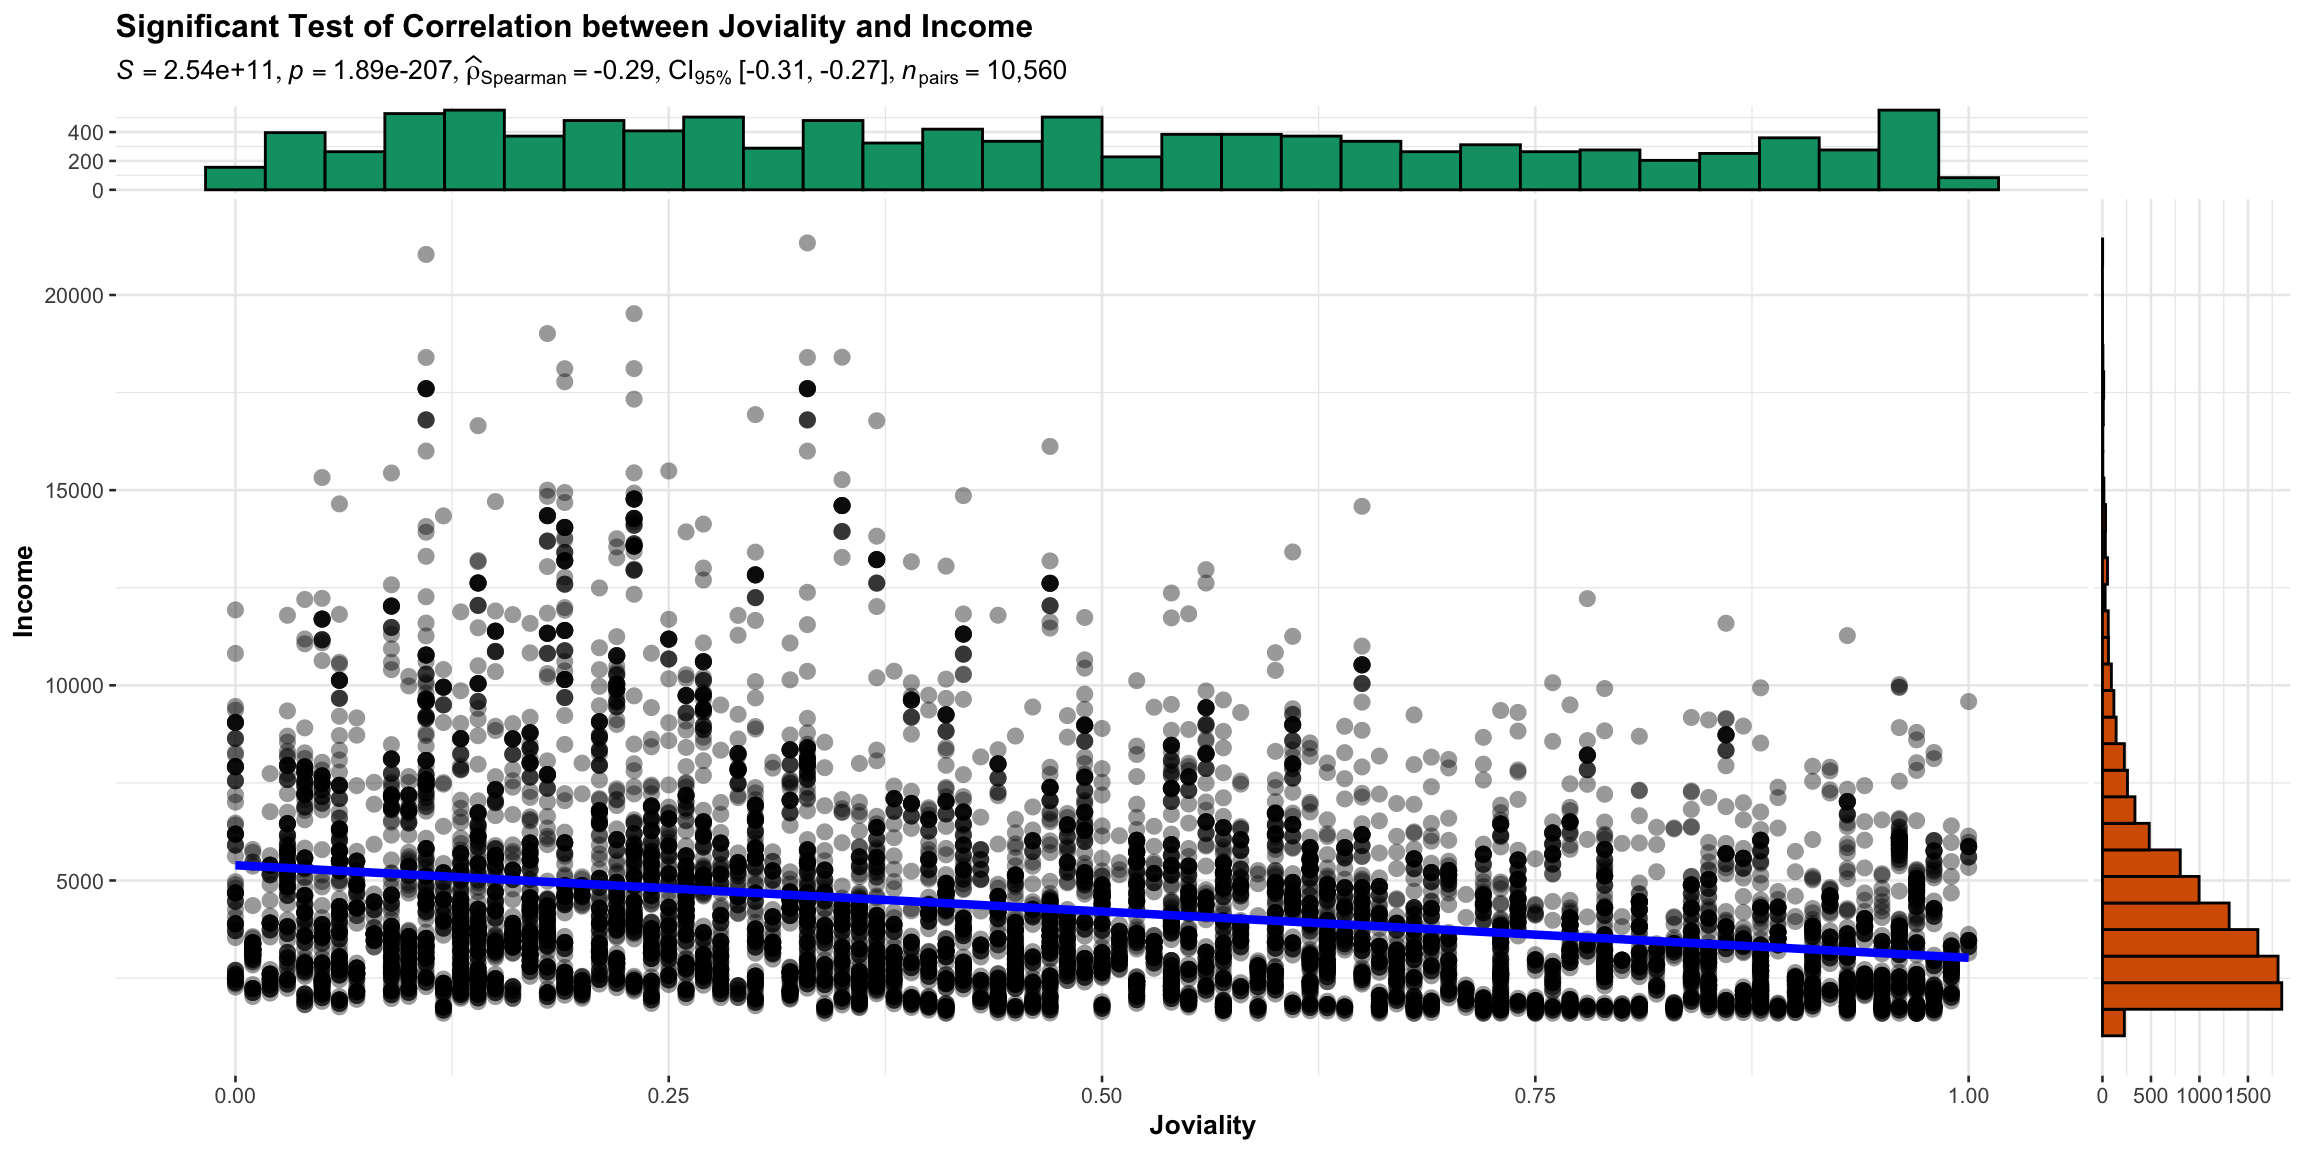 Significant Test of Correlation between Joviality and Income
S = 2.54e+11, p = 1.89e-207, ρ̂Spearman = -0.29, CI95% [-0.31, -0.27], npairs = 10,560
400
200
0
20000
15000
10000
5000
Income
0.00 0.25 0.50 0.75 1.00
0 500 1000 1500
Joviality